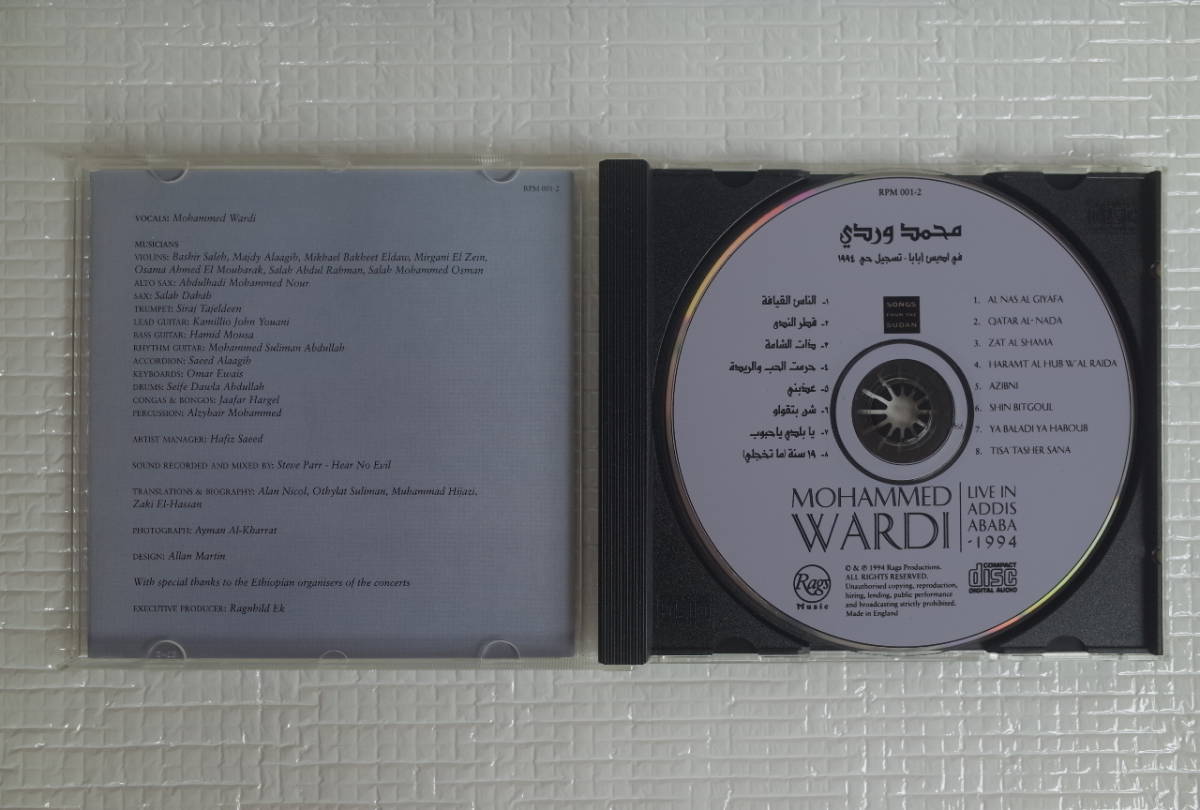 RPM 001-2
VOCALS: Mohammed Wardi
MUSICIANS
VIOLINS: Bashir Saleh, Majdy Alaagib, Mikhael Bakheet Eldaw, Mirgani El Zein,
Osama Ahmed El Moubarak, Salah Abdul Rahman, Salah Mohammed Osman
ALTO SAX: Abdulhadi Mohammed Nour
SAX: Salah Dahab
TRUMPET: Siraj Tajeldeen
LEAD GUITAR: Kamillio John Youani
BASS GUITAR: Hamid Mousa
RHYTHM GUITAR: Mohammed Suliman Abdullah
ACCORDION: Saeed Alaagib
KEYBOARDS: Omar Ewais
DRUMS: Seife Dawla Abdullah
CONGAS & BONGOS: Jaafar Hargel
PERCUSSION: Alzyhair Mohammed
ARTIST MANAGER: Hafiz Saeed
SOUND RECORDED AND MIXED BY: Steve Parr - Hear No Evil
TRANSLATIONS & BIOGRAPHY: Alan Nicol, Othylat Suliman, Muhammad Hijazi,
Zaki El-Hassan
PHOTOGRAPH: Ayman Al-Kharrat
DESIGN: Allan Martin
With special thanks to the Ethiopian organisers of the concerts
EXECUTIVE PRODUCER: Ragnhild Ek
RPM 001-2
محمد وردي
في اديس أبابا - تسجيل حي ١٩٩٤
١- الناس القيافة
٢- قطر الندى
٣- ذات الشامة
٤- حرمت الحب والريدة
٥- عذبني
٦- شن بتقولو
٧- يا بلدي يا حبوب
٨- ١٩ سنة (ما تخجلي)
SONGS
FROM THE
SUDAN
1. AL NAS AL GIYAFA
2. QATAR AL-NADA
3. ZAT AL SHAMA
4. HARAMT AL HUB W'AL RAIDA
5. AZIBNI
6. SHIN BITGOUL
7. YA BALADI YA HABOUB
8. TISA'TASHER SANA
MOHAMMED
WARDI
LIVE IN
ADDIS
ABABA
-1994
Rags
Music
© & ℗ 1994 Rags Productions.
ALL RIGHTS RESERVED.
Unauthorised copying, reproduction,
hiring, lending, public performance
and broadcasting strictly prohibited.
Made in England
COMPACT
disc
DIGITAL AUDIO